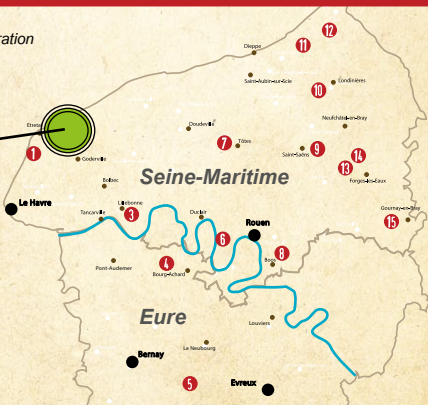 ration
12
11
Dieppe
Saint-Aubin-sur-Scie
10
Londinières
Etretat
Doudeville
Neufchâtel-en-Bray
1
Goderville
7
Tôtes
Saint-Saëns
9
14
13
Forges-les-Eaux
Bolbec
Seine-Maritime
Le Havre
Lillebonne
Tancarville
3
Duclair
Rouen
Gournay-en-Bray
15
6
4
8
Boos
Pont-Audemer
Bourg-Achard
Eure
Louviers
Le Neubourg
Bernay
5
Evreux